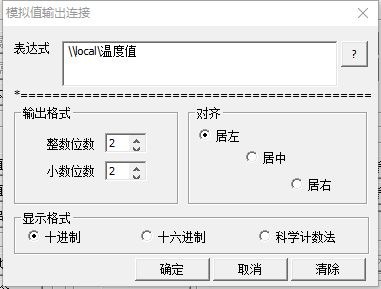 模拟值输出连接
表达式
\\local\温度值
?
*==============================================
输出格式
整数位数 2
小数位数 2
对齐
居左
居中
居右
显示格式
十进制 十六进制 科学计数法
确定 取消 清除